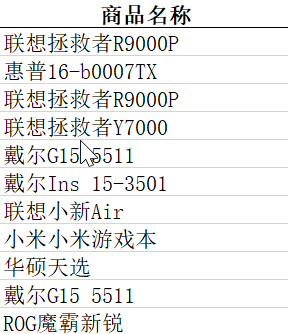 商品名称
联想拯救者R9000P
惠普16-b0007TX
联想拯救者R9000P
联想拯救者Y7000
戴尔G15 5511
戴尔Ins 15-3501
联想小新Air
小米小米游戏本
华硕天选
戴尔G15 5511
ROG魔霸新锐